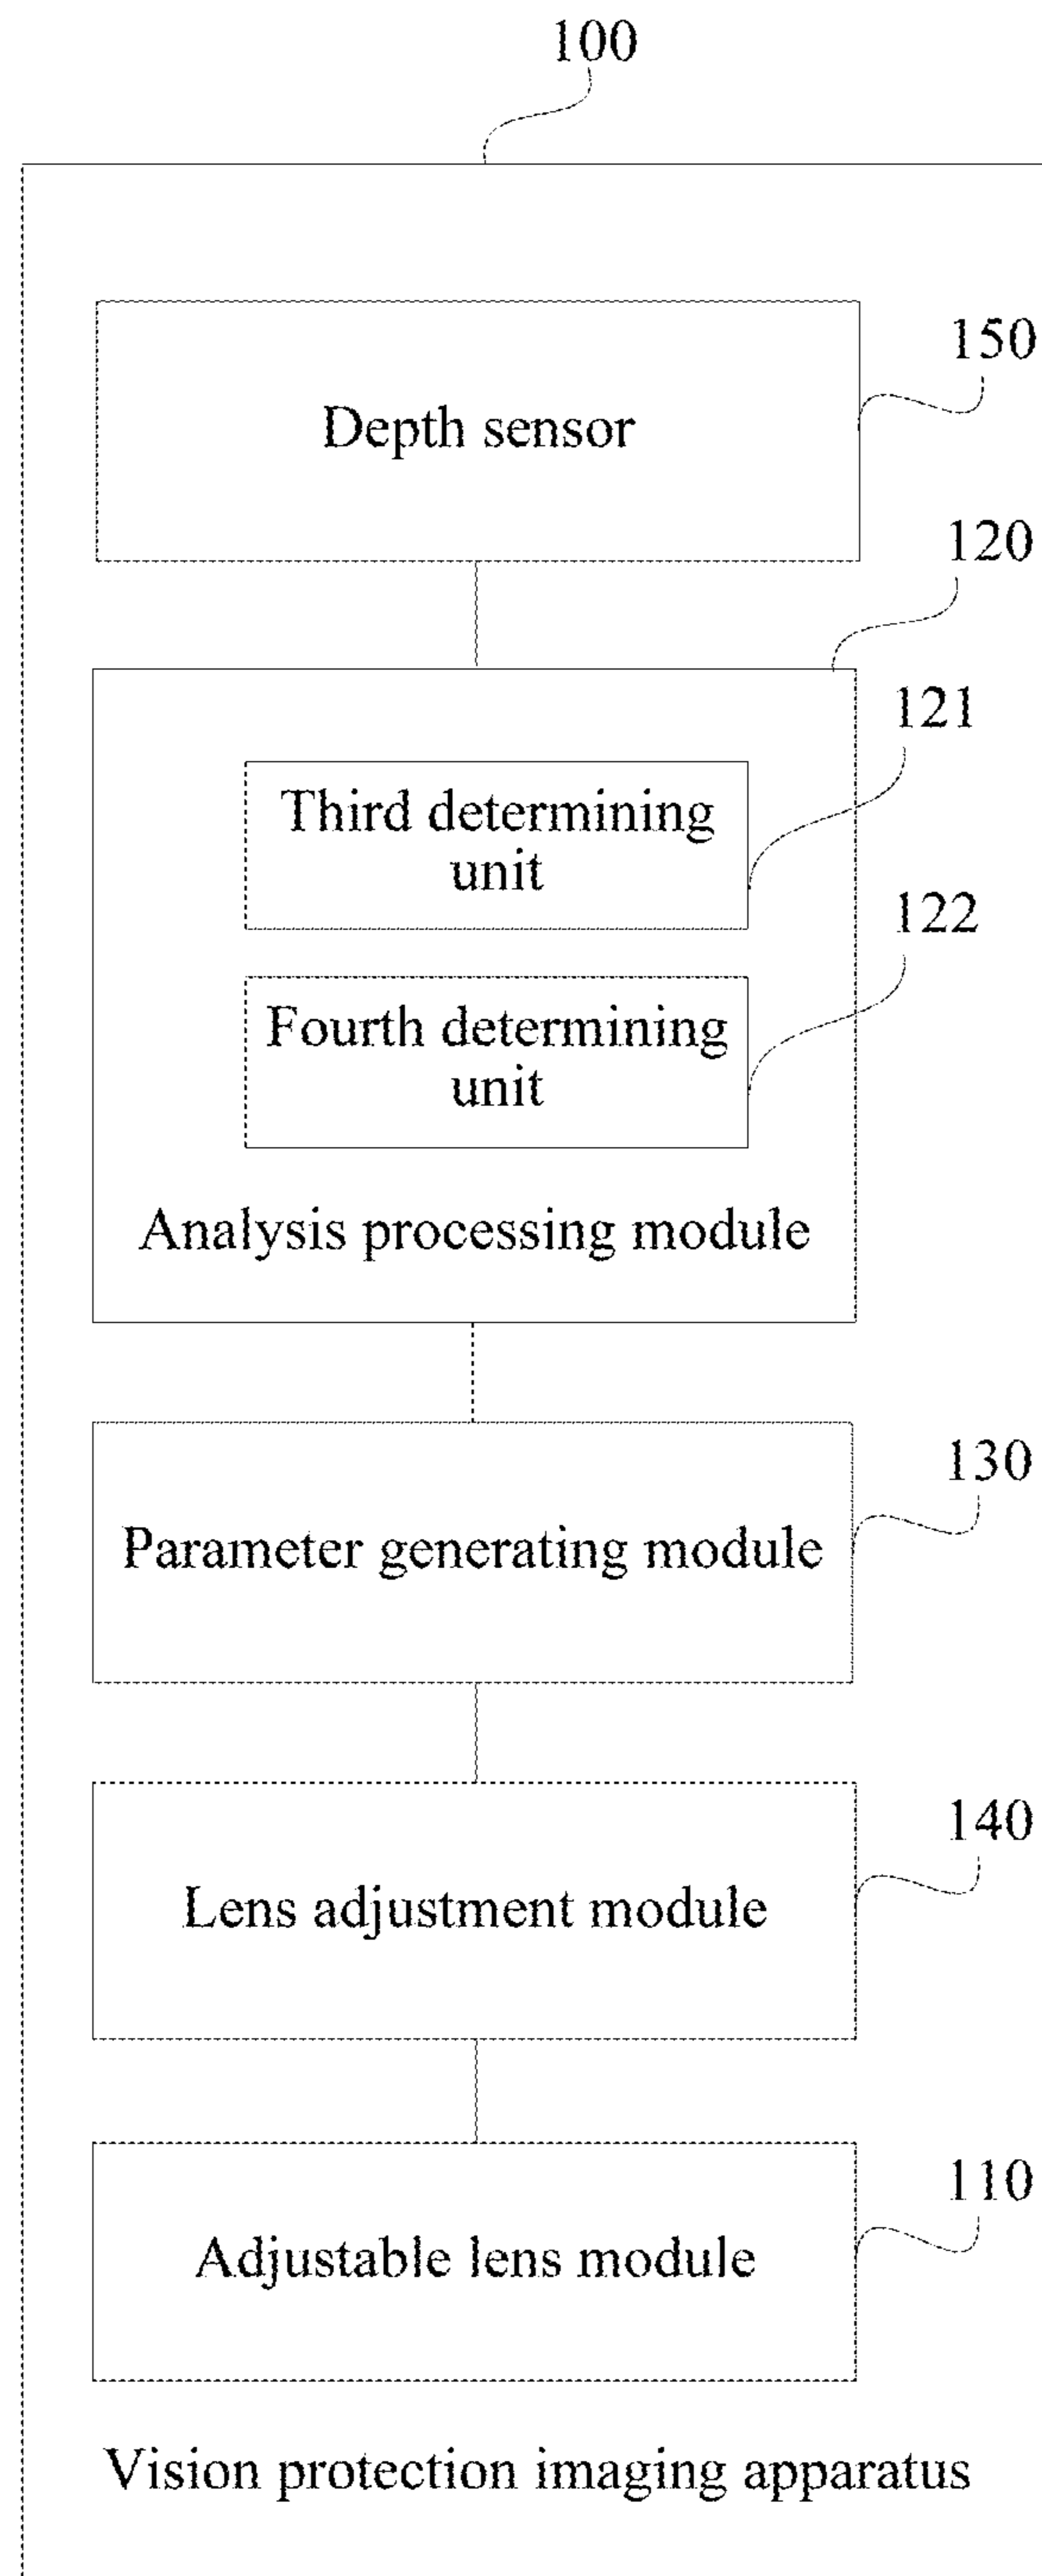 100
150
Depth sensor
120
121
Third determining
unit
122
Fourth determining
unit
Analysis processing module
130
Parameter generating module
140
Lens adjustment module
110
Adjustable lens module
Vision protection imaging apparatus